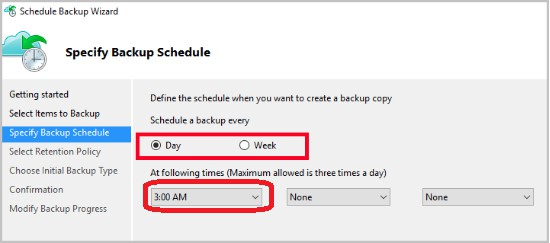 Schedule Backup Wizard
Specify Backup Schedule
Getting started
Select Items to Backup
Specify Backup Schedule
Select Retention Policy
Choose Initial Backup Type
Confirmation
Modify Backup Progress
Define the schedule when you want to create a backup copy
Schedule a backup every
Day Week
At following times (Maximum allowed is three times a day)
3:00 AM None None